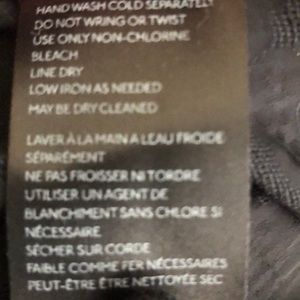 HAND WASH COLD SEPARATELY
DO NOT WRING OR TWIST
USE ONLY NON-CHLORINE
BLEACH
LINE DRY
LOW IRON AS NEEDED
MAY BE DRY CLEANED
LAVER À LA MAIN A L'EAU FROIDE
SÉPARÉMENT
NE PAS FROISSER NI TORDRE
UTILISER UN AGENT DE
BLANCHIMENT SANS CHLORE SI
NÉCESSAIRE
SÉCHER SUR CORDE
FAIBLE COMME FER NÉCESSAIRES
PEUT-ÊTRE ÊTRE NETTOYÉE SEC